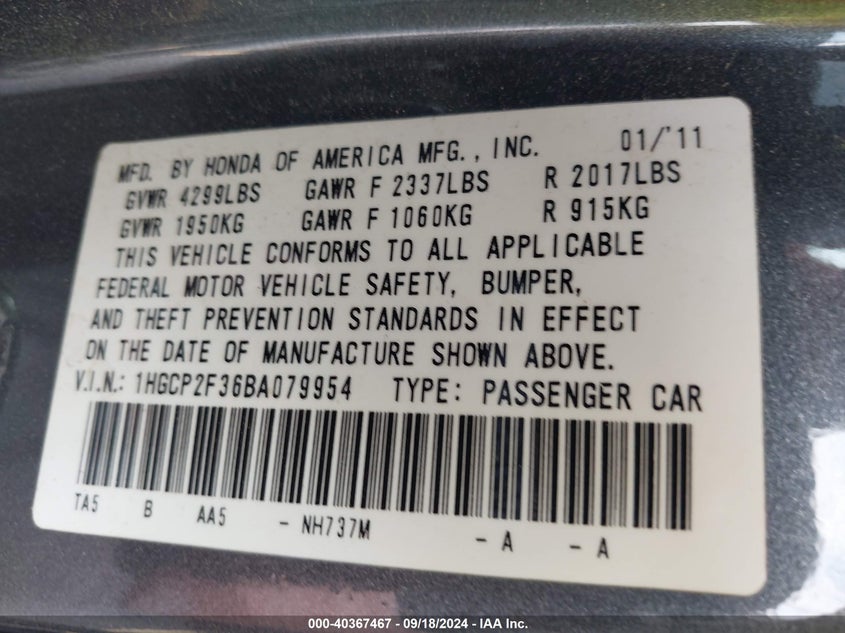 MFD. BY HONDA OF AMERICA MFG., INC. 01/'11
GVWR 4299LBS GAWR F 2337LBS R 2017LBS
GVWR 1950KG GAWR F 1060KG R 915KG
THIS VEHICLE CONFORMS TO ALL APPLICABLE
FEDERAL MOTOR VEHICLE SAFETY, BUMPER,
AND THEFT PREVENTION STANDARDS IN EFFECT
ON THE DATE OF MANUFACTURE SHOWN ABOVE.
V.I.N.: 1HGCP2F36BA079954 TYPE: PASSENGER CAR
TA5 B AA5 - NH737M - A - A
000-40367467 - 09/18/2024 - IAA Inc.